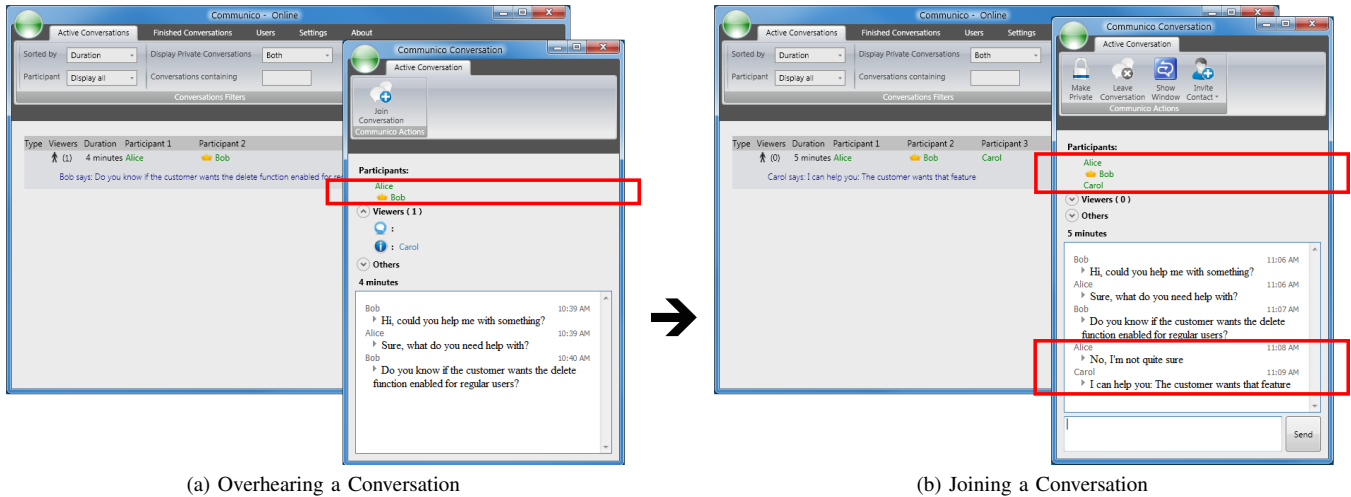 Communico - Online
Active Conversations Finished Conversations Users Settings About
Sorted by Duration Display Private Conversations Both
Participant Display all Conversations containing
Conversations Filters
Type Viewers Duration Participant 1 Participant 2
(1) 4 minutes Alice Bob
Bob says: Do you know if the customer wants the delete function enabled for re
Communico Conversation
Active Conversation
Join
Conversation
Communico Actions
Participants:
Alice
Bob
Viewers ( 1 )
:
: Carol
Others
4 minutes
Bob 10:39 AM
Hi, could you help me with something?
Alice 10:39 AM
Sure, what do you need help with?
Bob 10:40 AM
Do you know if the customer wants the delete
function enabled for regular users?
(a) Overhearing a Conversation
Communico - Online
Active Conversations Finished Conversations Users Settings
Sorted by Duration Display Private Conversations Both
Participant Display all Conversations containing
Conversations Filters
Type Viewers Duration Participant 1 Participant 2 Participant 3
(0) 5 minutes Alice Bob Carol
Carol says: I can help you: The customer wants that feature
Communico Conversation
Active Conversation
Make Leave Show Invite
Private Conversation Window Contact
Communico Actions
Participants:
Alice
Bob
Carol
Viewers ( 0 )
Others
5 minutes
Bob 11:06 AM
Hi, could you help me with something?
Alice 11:06 AM
Sure, what do you need help with?
Bob 11:07 AM
Do you know if the customer wants the delete
function enabled for regular users?
Alice 11:08 AM
No, I'm not quite sure
Carol 11:09 AM
I can help you: The customer wants that feature
Send
(b) Joining a Conversation